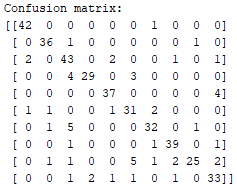 Confusion matrix:
[[42 0 0 0 0 0 1 0 0 0]
[ 0 36 1 0 0 0 0 0 1 0]
[ 2 0 43 0 2 0 0 1 0 1]
[ 0 0 4 29 0 3 0 0 0 0]
[ 0 0 0 0 37 0 0 0 0 4]
[ 1 1 0 0 1 31 2 0 0 0]
[ 0 1 5 0 0 0 32 0 1 0]
[ 0 0 1 0 0 0 1 39 0 1]
[ 0 1 1 0 0 5 1 2 25 2]
[ 0 0 1 2 1 1 0 1 0 33]]